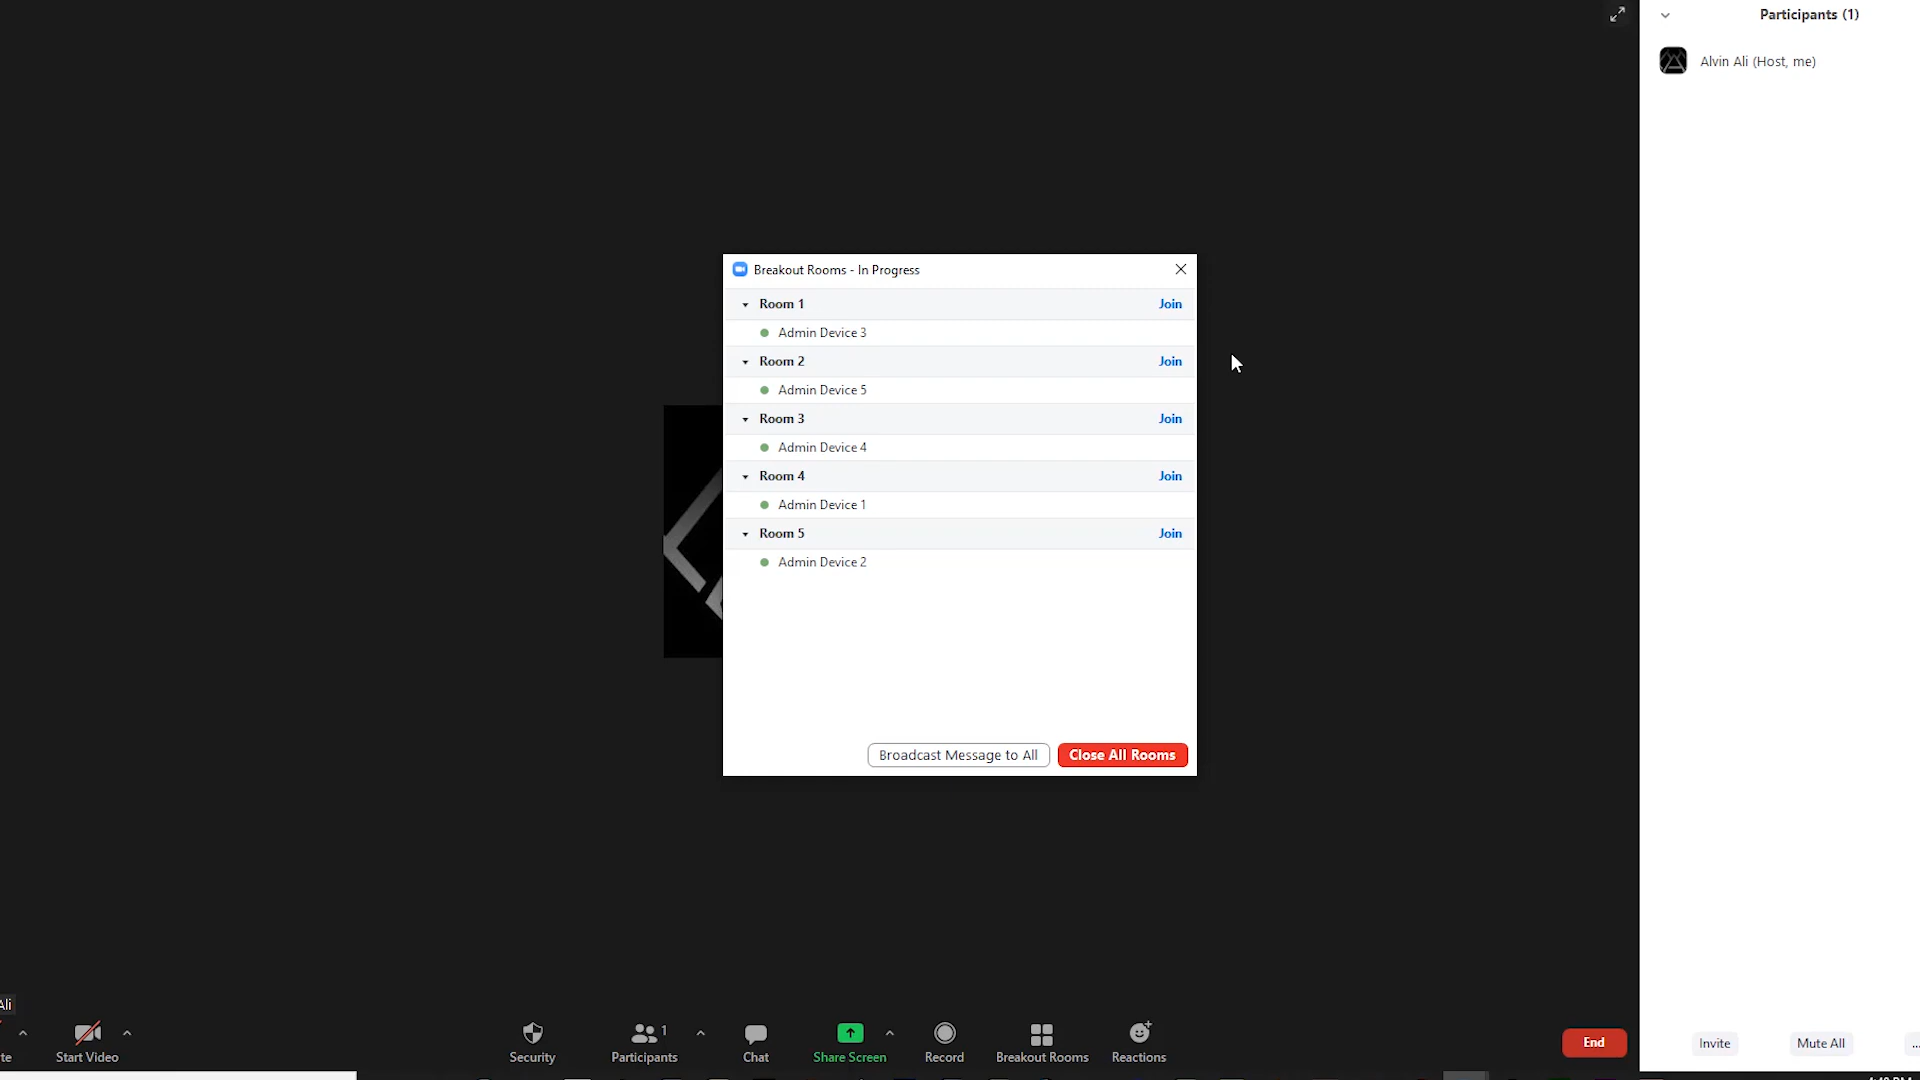 Participants (1)
Alvin Ali (Host, me)
Breakout Rooms - In Progress
Room 1 Join
Admin Device 3
Room 2 Join
Admin Device 5
Room 3 Join
Admin Device 4
Room 4 Join
Admin Device 1
Room 5 Join
Admin Device 2
Broadcast Message to All Close All Rooms
Ali
te Start Video Security Participants 1 Chat Share Screen Record Breakout Rooms Reactions End Invite Mute All ...